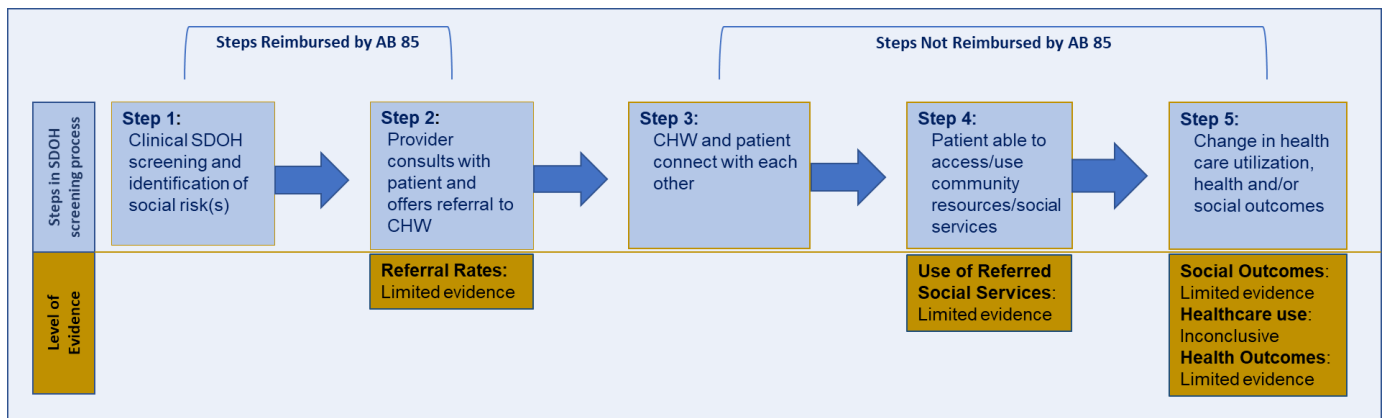 Steps Reimbursed by AB 85
Steps Not Reimbursed by AB 85
Steps in SDOH
screening process
Step 1:
Clinical SDOH
screening and
identification of
social risk(s)
Step 2:
Provider
consults with
patient and
offers referral to
CHW
Step 3:
CHW and patient
connect with each
other
Step 4:
Patient able to
access/use
community
resources/social
services
Step 5:
Change in health
care utilization,
health and/or
social outcomes
Level of
Evidence
Referral Rates:
Limited evidence
Use of Referred
Social Services:
Limited evidence
Social Outcomes:
Limited evidence
Healthcare use:
Inconclusive
Health Outcomes:
Limited evidence